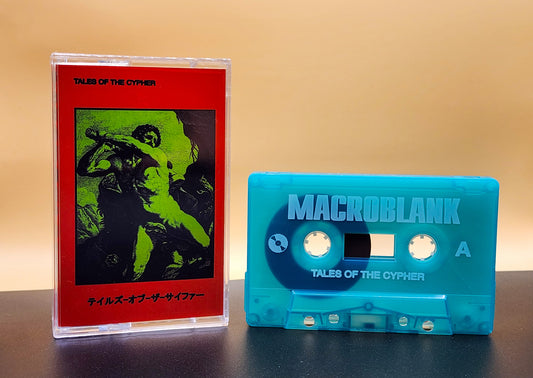 TALES OF THE CYPHER
テイルズ・オブ・ザ・サイファー
MACROBLANK
A
TALES OF THE CYPHER